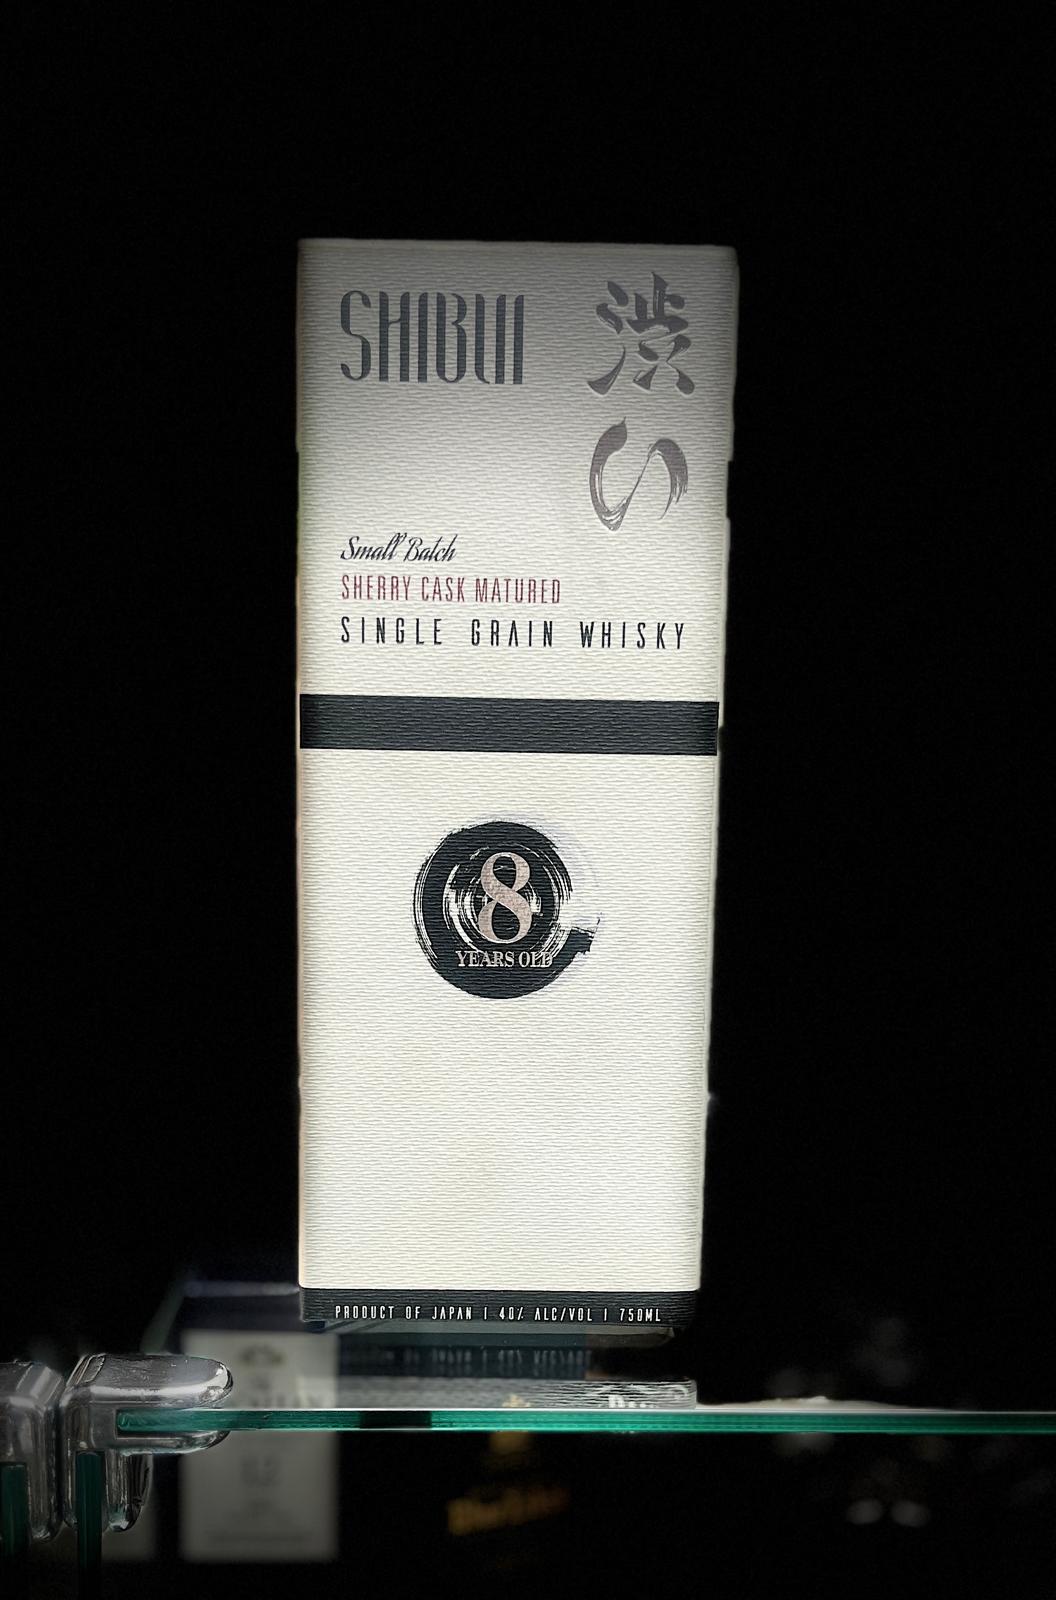 SHIBUI
渋い
Small Batch
SHERRY CASK MATURED
SINGLE GRAIN WHISKY
8
YEARS OLD
PRODUCT OF JAPAN | 40% ALC/VOL | 750ML